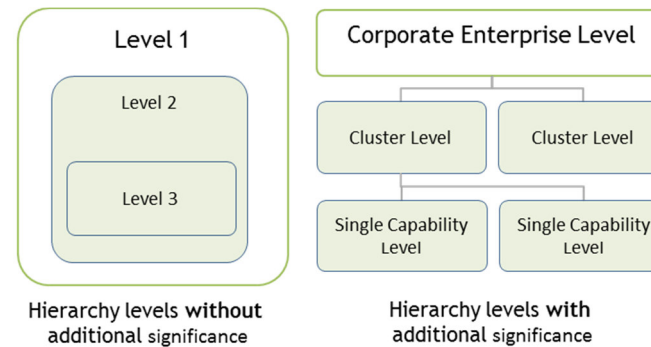 Level 1
Level 2
Level 3
Hierarchy levels without
additional significance
Corporate Enterprise Level
Cluster Level
Cluster Level
Single Capability
Level
Single Capability
Level
Hierarchy levels with
additional significance